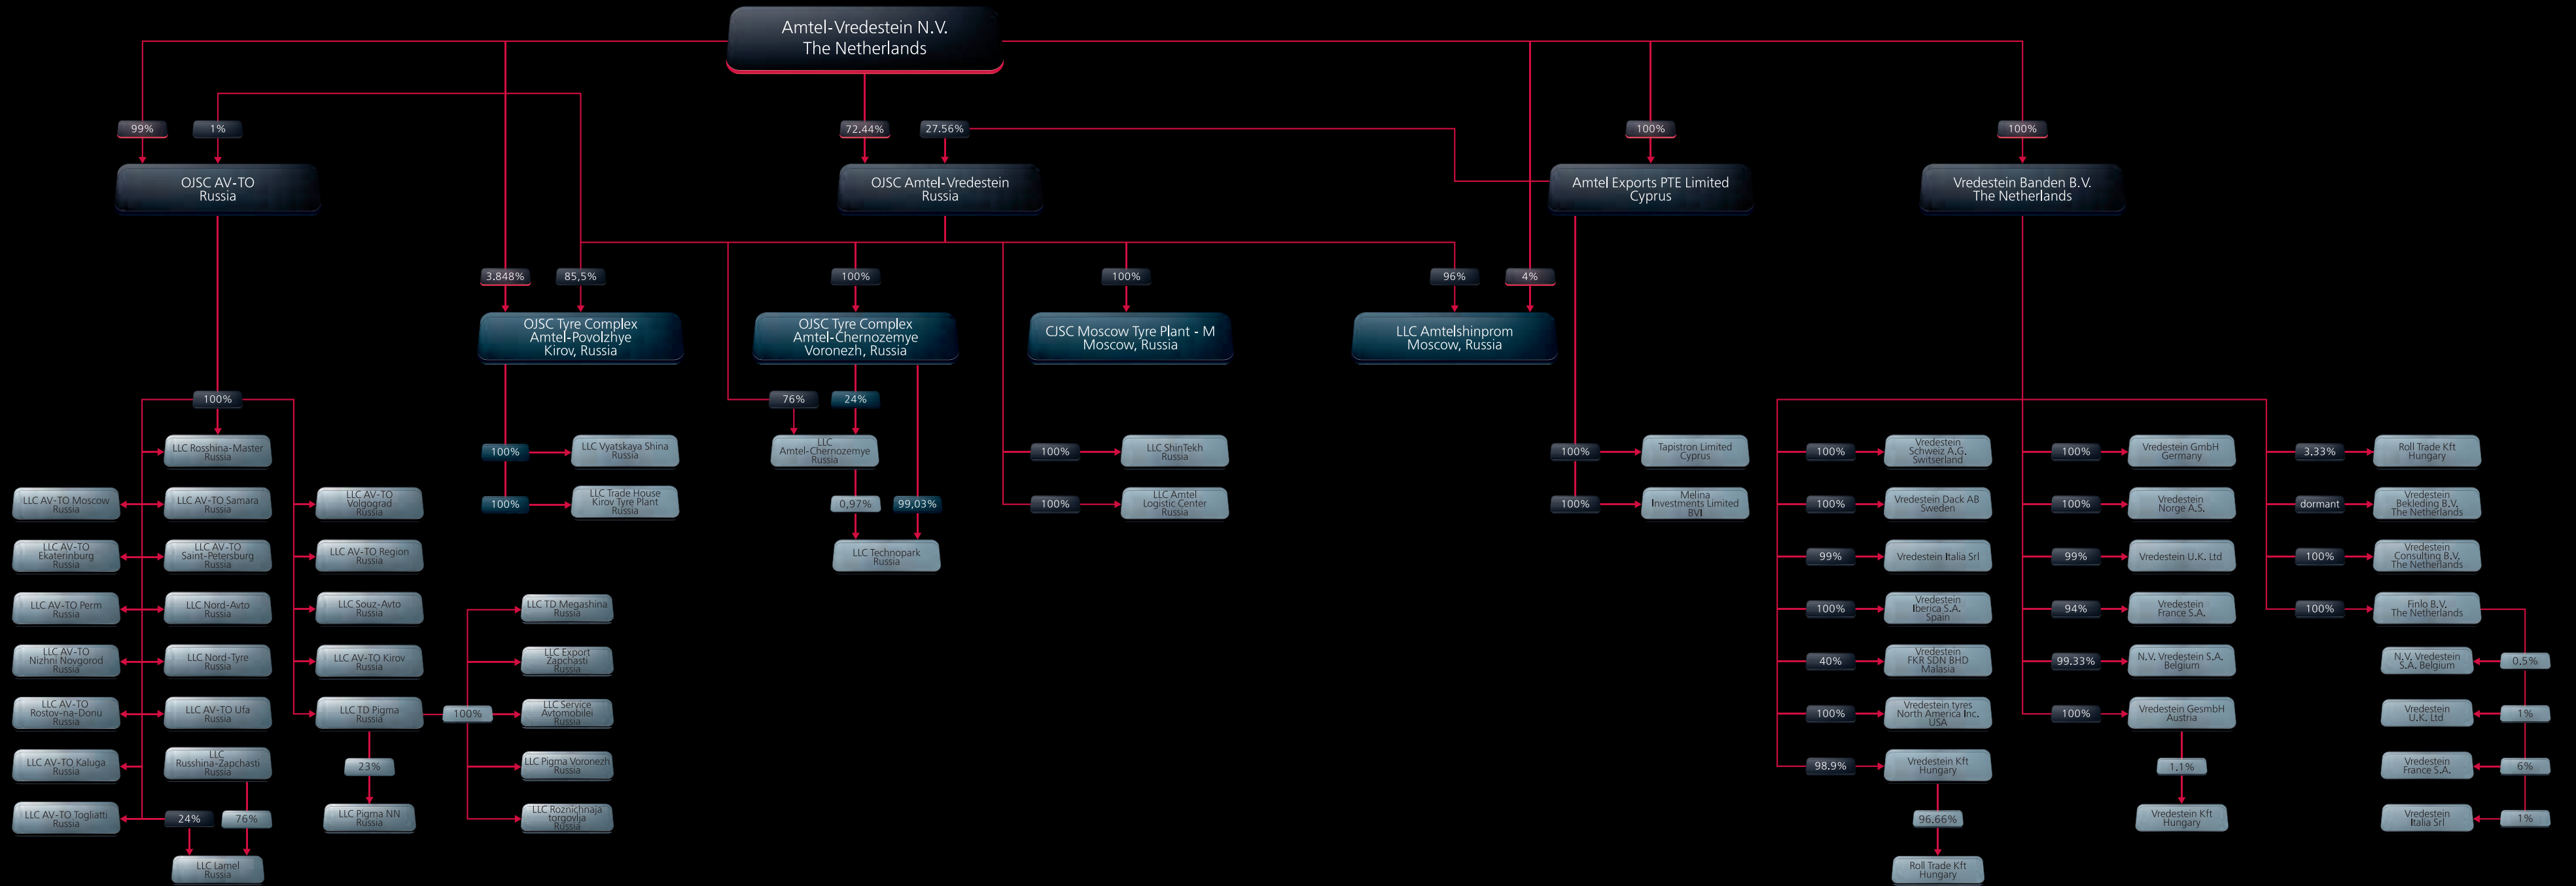 Amtel-Vredestein N.V.
The Netherlands
99%
1%
72.44%
27.56%
100%
100%
OJSC AV-TO
Russia
OJSC Amtel-Vredestein
Russia
Amtel Exports PTE Limited
Cyprus
Vredestein Banden B.V.
The Netherlands
3.848%
85,5%
100%
100%
96%
4%
OJSC Tyre Complex
Amtel-Povolzhye
Kirov, Russia
OJSC Tyre Complex
Amtel-Chernozemye
Voronezh, Russia
CJSC Moscow Tyre Plant - M
Moscow, Russia
LLC Amtelshinprom
Moscow, Russia
100%
LLC Rosshina-Master
Russia
LLC AV-TO Moscow
Russia
LLC AV-TO Samara
Russia
LLC AV-TO
Volgograd
Russia
LLC AV-TO
Ekaterinburg
Russia
LLC AV-TO
Saint-Petersburg
Russia
LLC AV-TO Region
Russia
LLC AV-TO Perm
Russia
LLC Nord-Avto
Russia
LLC Souz-Avto
Russia
LLC AV-TO
Nizhni Novgorod
Russia
LLC Nord-Tyre
Russia
LLC AV-TO Kirov
Russia
LLC AV-TO
Rostov-na-Donu
Russia
LLC AV-TO Ufa
Russia
LLC TD Pigma
Russia
LLC AV-TO Kaluga
Russia
LLC
Russhina-Zapchasti
Russia
23%
LLC AV-TO Togliatti
Russia
24%
76%
LLC Pigma NN
Russia
LLC Lamel
Russia
100%
LLC TD Megashina
Russia
LLC Export
Zapchasti
Russia
LLC Service
Avtomobilei
Russia
LLC Pigma Voronezh
Russia
LLC Roznichnaja
torgovlja
Russia
100%
LLC Vyatskaya Shina
Russia
100%
LLC Trade House
Kirov Tyre Plant
Russia
76%
24%
LLC
Amtel-Chernozemye
Russia
0,97%
99,03%
LLC Technopark
Russia
100%
LLC ShinTekh
Russia
100%
LLC Amtel
Logistic Center
Russia
100%
Tapistron Limited
Cyprus
100%
Melina
Investments Limited
BVI
100%
Vredestein
Schweiz A.G.
Switserland
100%
Vredestein Dack AB
Sweden
99%
Vredestein Italia Srl
100%
Vredestein
Iberica S.A.
Spain
40%
Vredestein
FKR SDN BHD
Malasia
100%
Vredestein tyres
North America Inc.
USA
98.9%
Vredestein Kft
Hungary
96,66%
Roll Trade Kft
Hungary
100%
Vredestein GmbH
Germany
100%
Vredestein
Norge A.S.
99%
Vredestein U.K. Ltd
94%
Vredestein
France S.A.
99.33%
N.V. Vredestein S.A.
Belgium
100%
Vredestein GesmbH
Austria
1,1%
Vredestein Kft
Hungary
3.33%
Roll Trade Kft
Hungary
dormant
Vredestein
Bekleding B.V.
The Netherlands
100%
Vredestein
Consulting B.V.
The Netherlands
100%
Finlo B.V.
The Netherlands
N.V. Vredestein
S.A. Belgium
0,5%
Vredestein
U.K. Ltd
1%
Vredestein
France S.A.
6%
Vredestein
Italia Srl
1%